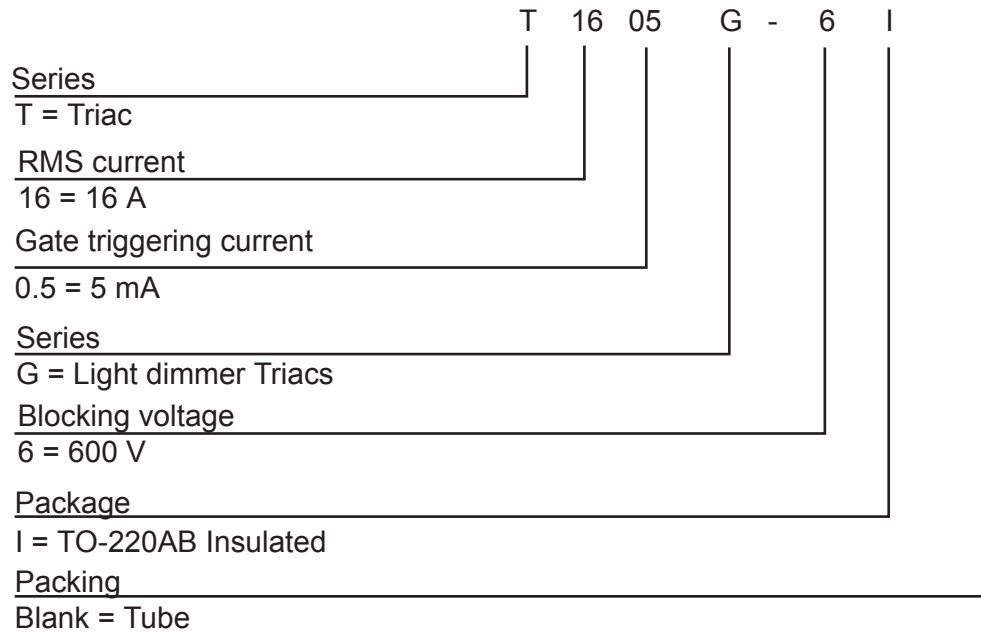 T 16 05 G - 6 I
Series
T = Triac
RMS current
16 = 16 A
Gate triggering current
0.5 = 5 mA
Series
G = Light dimmer Triacs
Blocking voltage
6 = 600 V
Package
I = TO-220AB Insulated
Packing
Blank = Tube